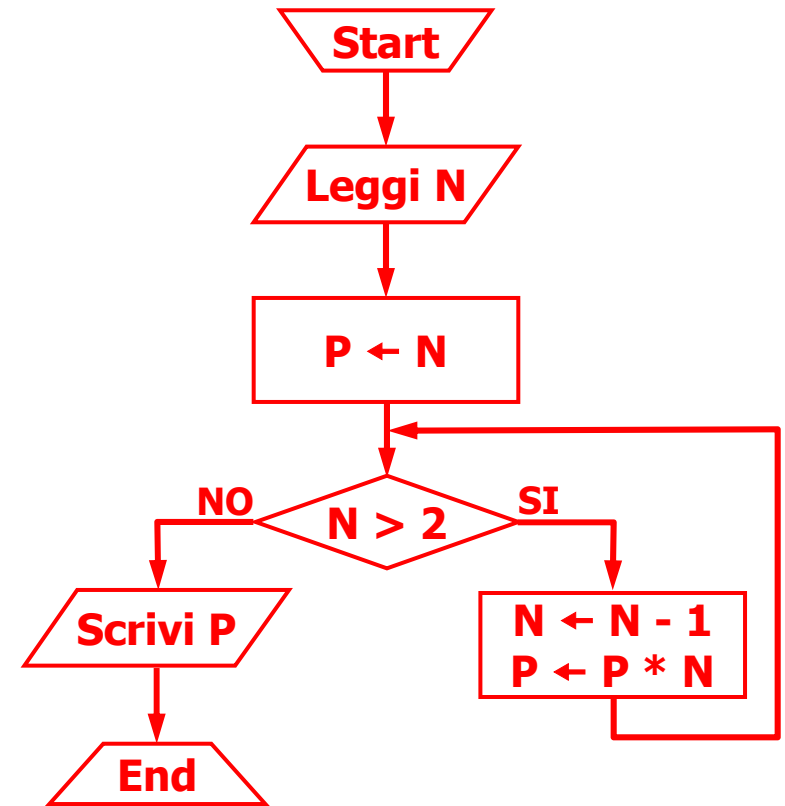 Start
Leggi N
P ← N
N > 2
NO
SI
Scrivi P
N ← N - 1
P ← P * N
End